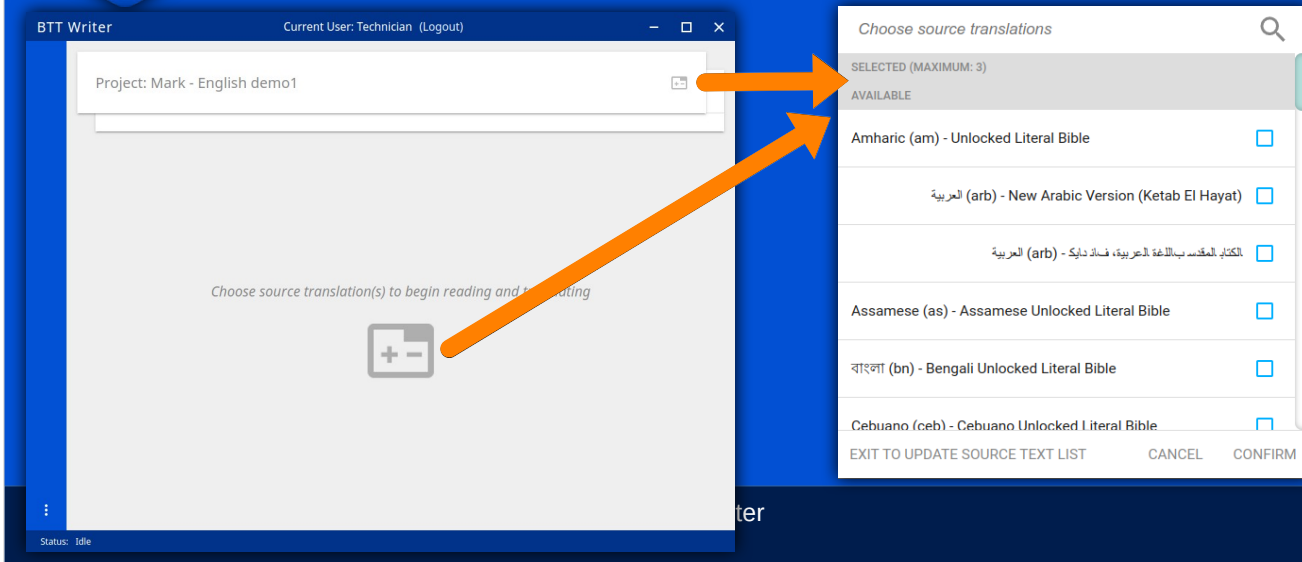 BTT Writer
Current User: Technician (Logout)
Project: Mark - English demo1
Choose source translation(s) to begin reading and
ating
Status: Idle
ter
Choose source translations
SELECTED (MAXIMUM: 3)
AVAILABLE
Amharic (am) - Unlocked Literal Bible
العربية (arb) - New Arabic Version (Ketab El Hayat)
الكتاب المقدس باللغة العربية، فان دايك - (arb) العربية
Assamese (as) - Assamese Unlocked Literal Bible
বাংলা (bn) - Bengali Unlocked Literal Bible
Cebuano (ceb) - Cebuano Unlocked Literal Bible
EXIT TO UPDATE SOURCE TEXT LIST
CANCEL
CONFIRM